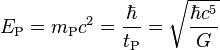 E_P = m_P c^2 = \frac{\hbar}{t_P} = \sqrt{\frac{\hbar c^5}{G}}